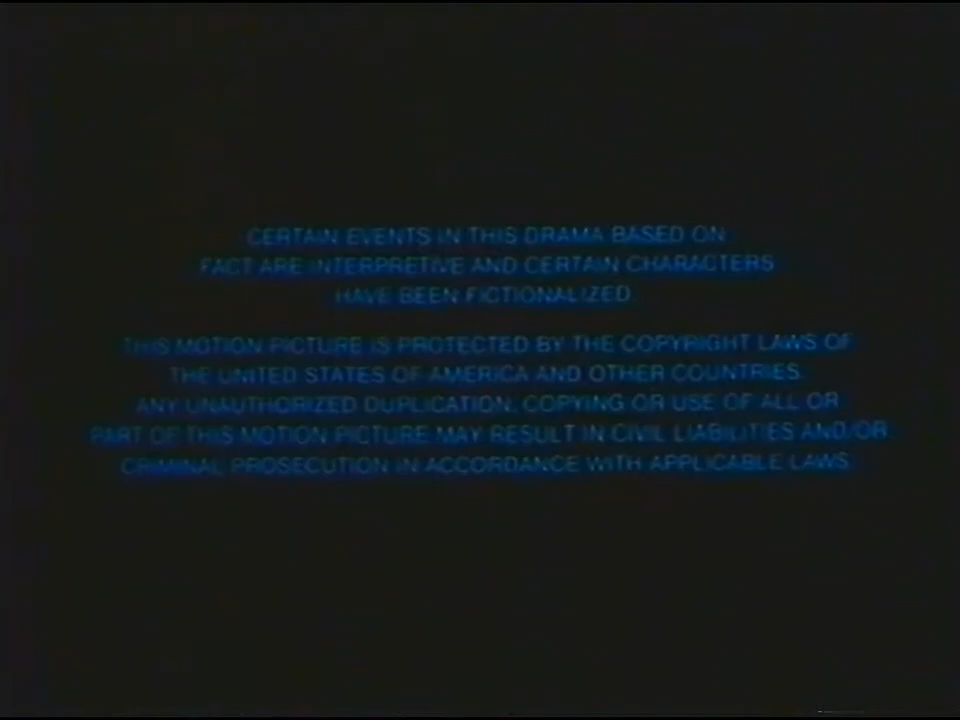 CERTAIN EVENTS IN THIS DRAMA BASED ON
FACT ARE INTERPRETIVE AND CERTAIN CHARACTERS
HAVE BEEN FICTIONALIZED.
THIS MOTION PICTURE IS PROTECTED BY THE COPYRIGHT LAWS OF
THE UNITED STATES OF AMERICA AND OTHER COUNTRIES.
ANY UNAUTHORIZED DUPLICATION, COPYING OR USE OF ALL OR
PART OF THIS MOTION PICTURE MAY RESULT IN CIVIL LIABILITIES AND/OR
CRIMINAL PROSECUTION IN ACCORDANCE WITH APPLICABLE LAWS.